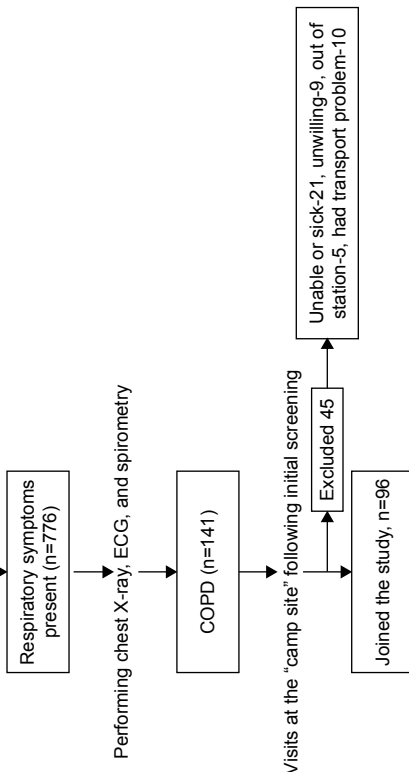 Respiratory symptoms
present (n=776)
Performing chest X-ray, ECG, and spirometry
COPD (n=141)
Visits at the “camp site” following initial screening
Excluded 45
Unable or sick-21, unwilling-9, out of
station-5, had transport problem-10
Joined the study, n=96